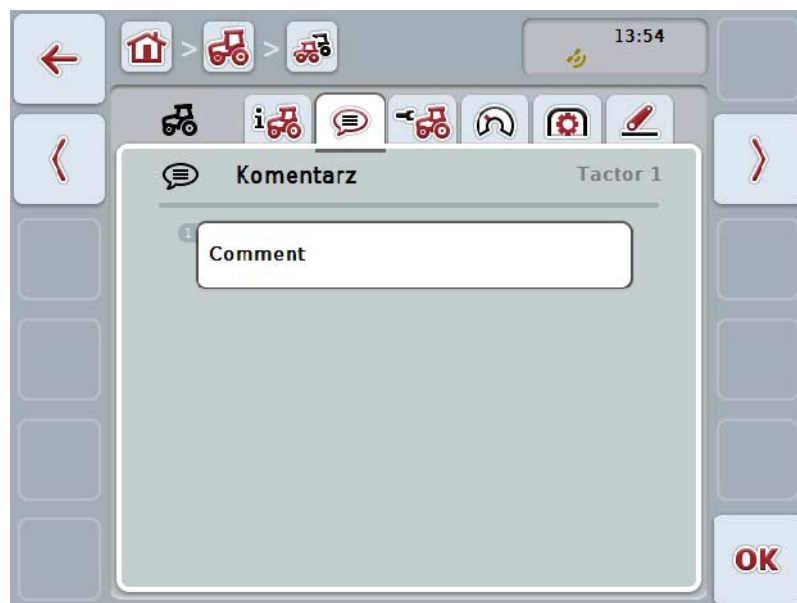 > >
13:54
i
Komentarz
Tactor 1
1
Comment
OK